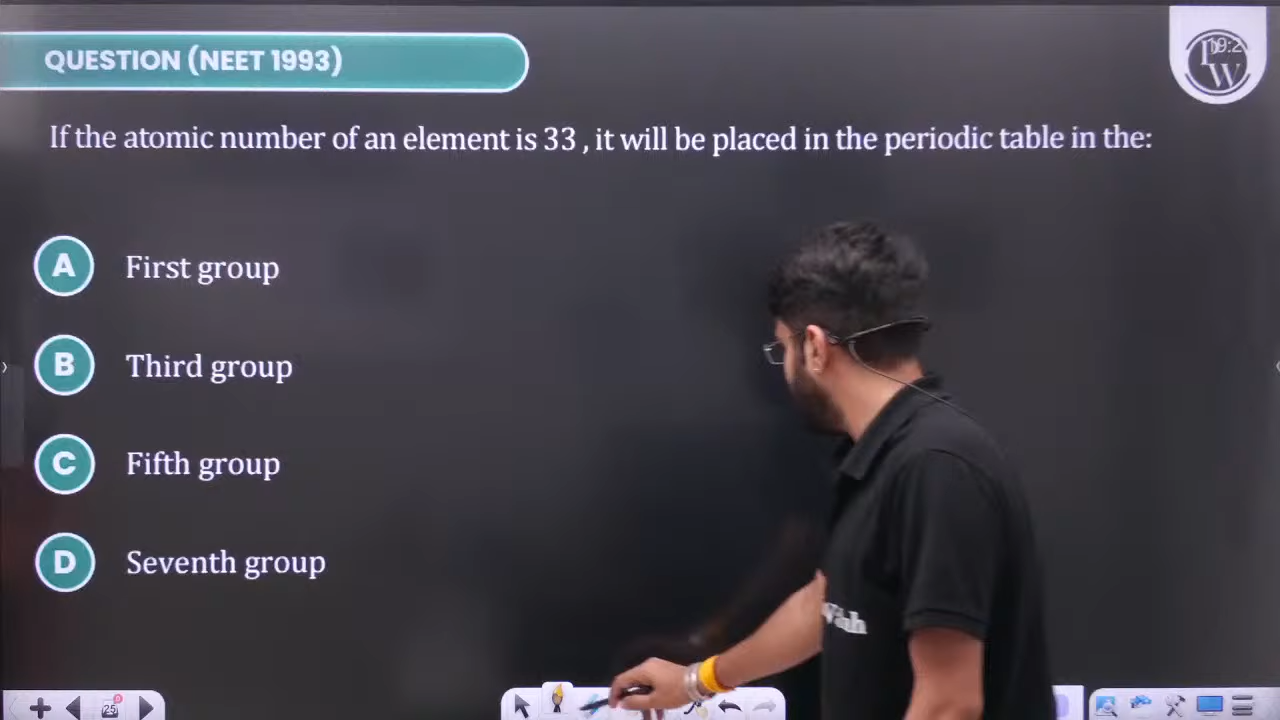 QUESTION (NEET 1993)
If the atomic number of an element is 33 , it will be placed in the periodic table in the:
A First group
B Third group
C Fifth group
D Seventh group
25